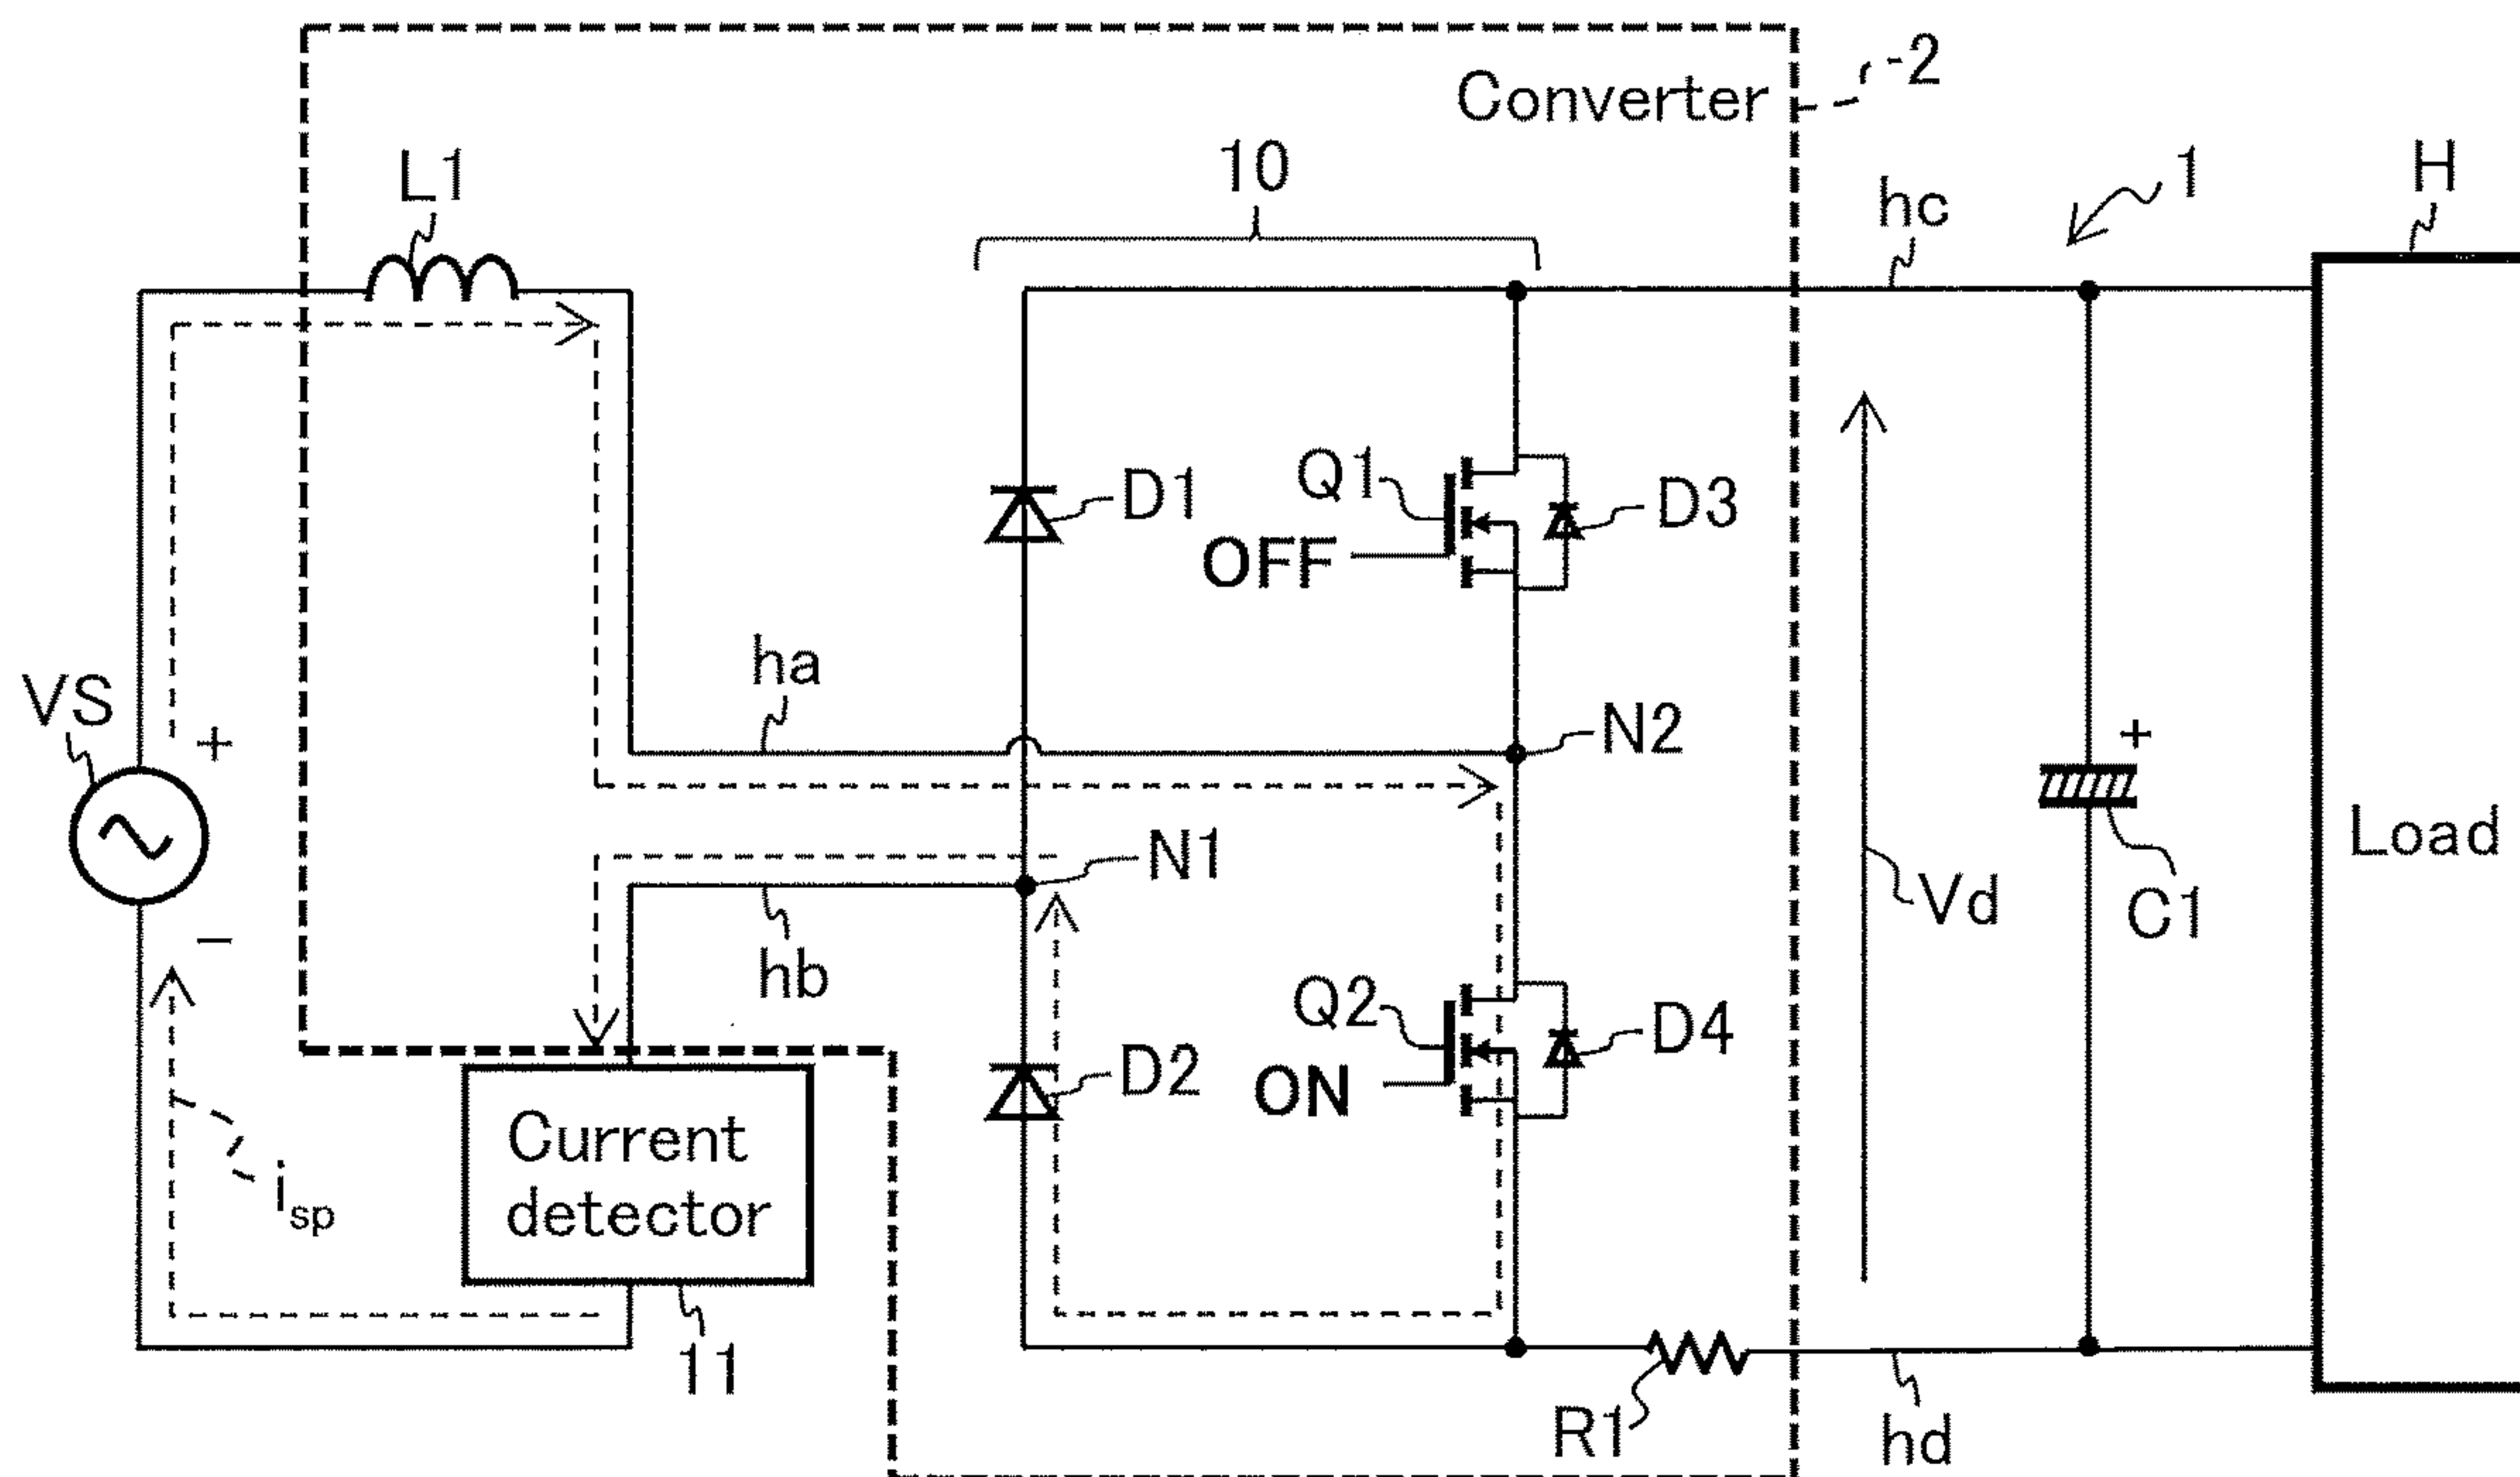 2
Converter
10
1
H
L1
hc
D1
Q1
D3
OFF
ha
VS
+
N2
+
N1
Load
Vd
C1
−
hb
Q2
D4
D2
ON
Current
detector
i_sp
11
R1
hd